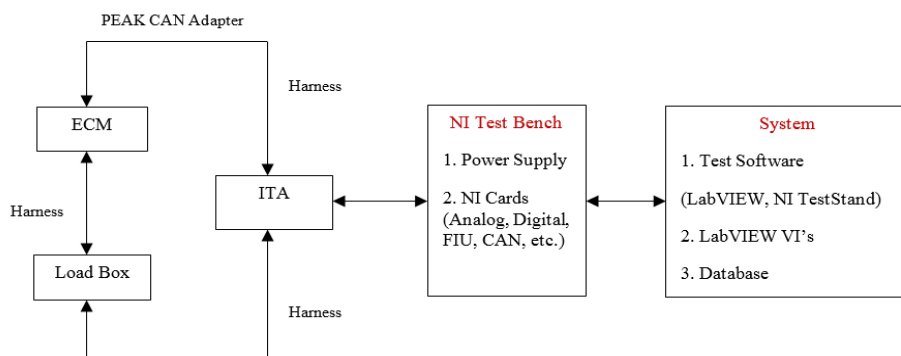 PEAK CAN Adapter
Harness
ECM
Harness
Load Box
ITA
Harness
NI Test Bench
1. Power Supply
2. NI Cards
(Analog, Digital,
FIU, CAN, etc.)
System
1. Test Software
(LabVIEW, NI TestStand)
2. LabVIEW VI's
3. Database